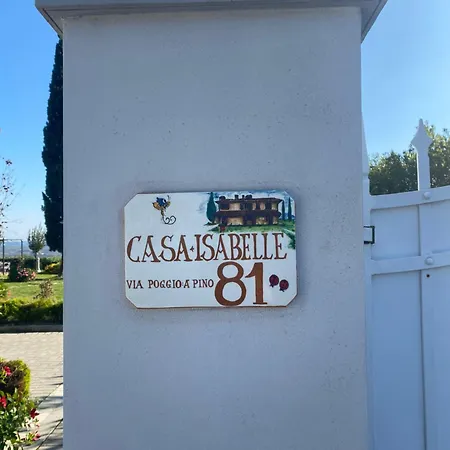 CASA ISABELLE
VIA POGGIO A PINO 81